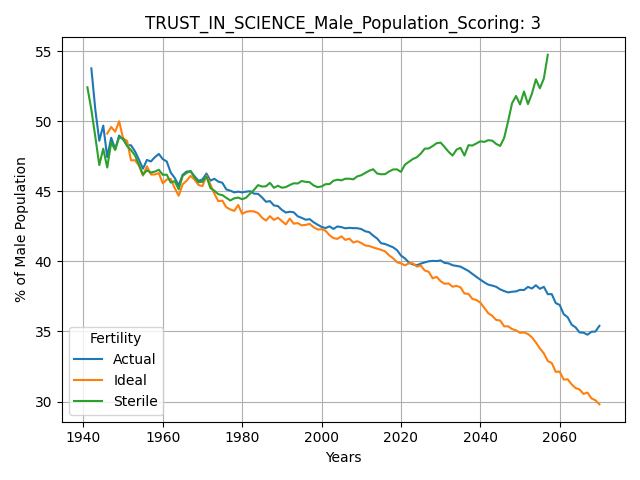 TRUST_IN_SCIENCE_Male_Population_Scoring: 3
% of Male Population
55
50
45
40
35
30
Fertility
Actual
Ideal
Sterile
1940 1960 1980 2000 2020 2040 2060
Years